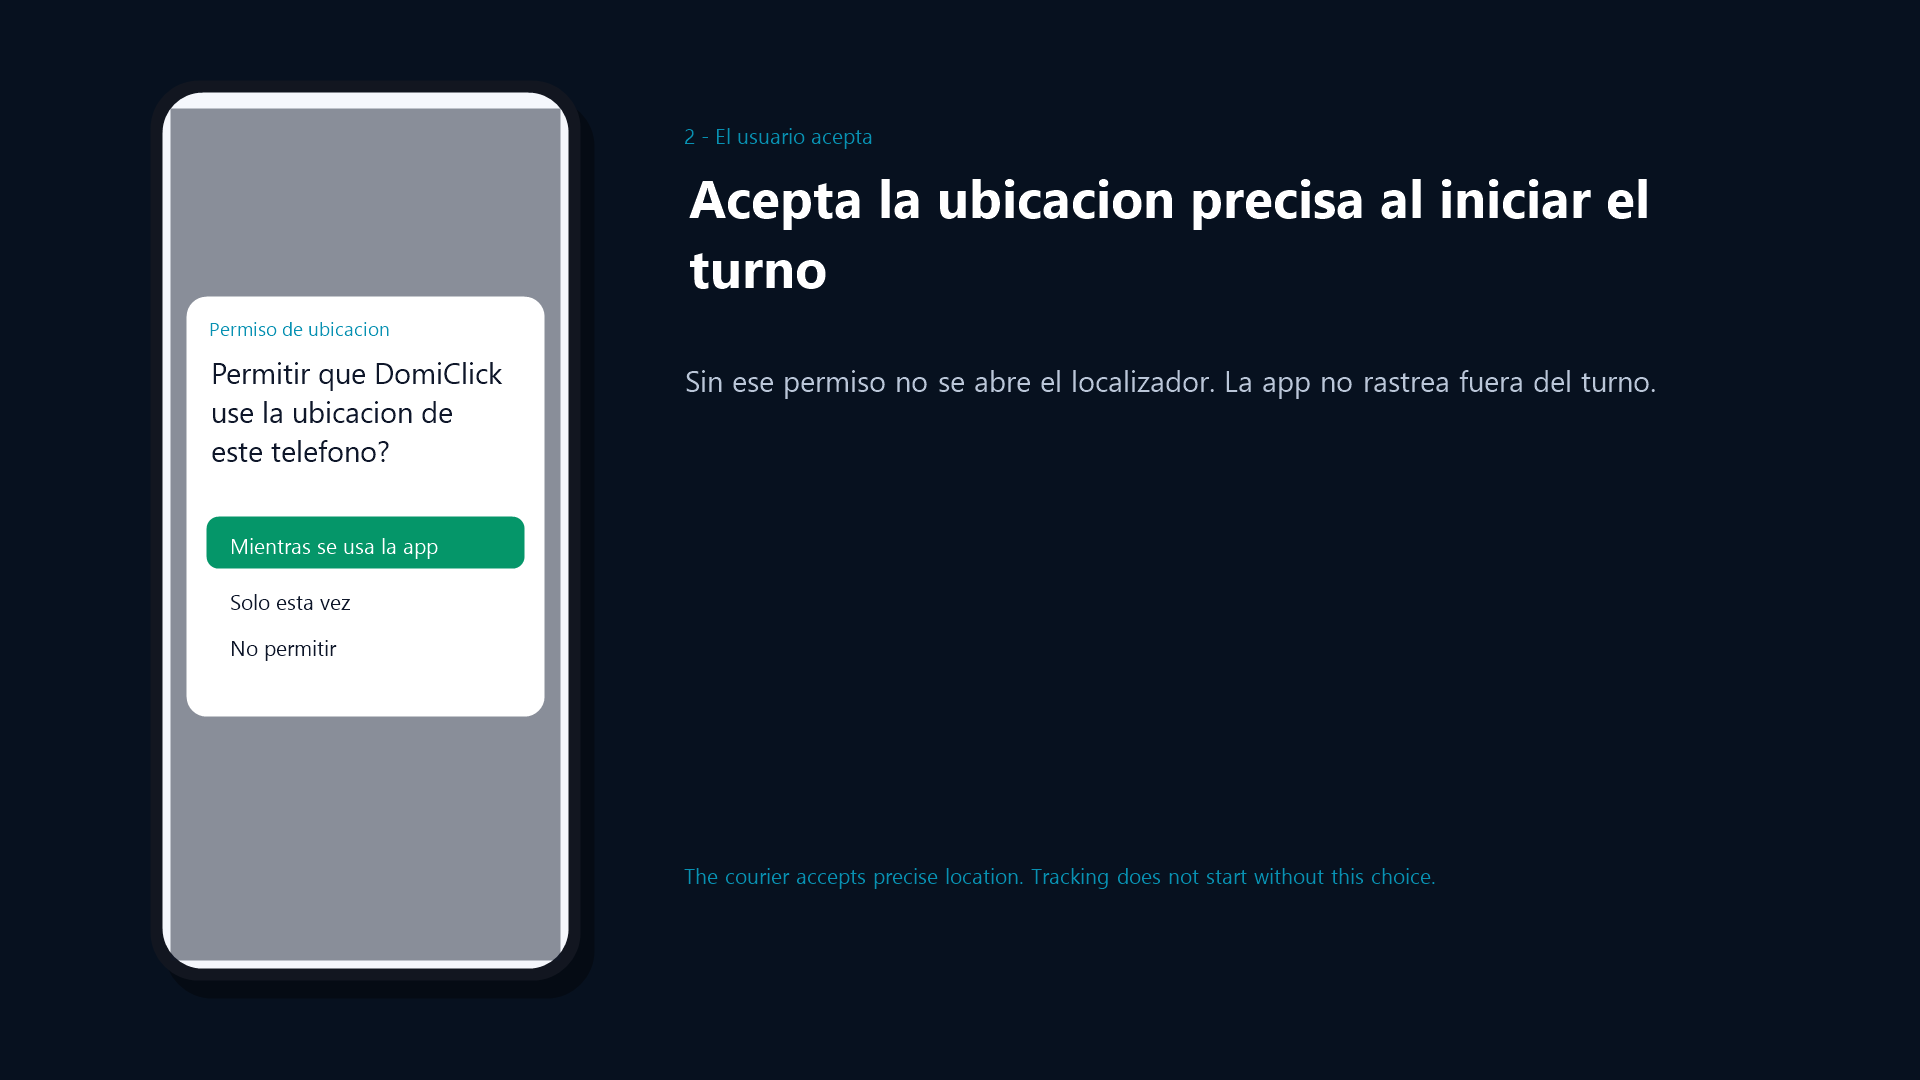 Permiso de ubicacion
Permitir que DomiClick
use la ubicacion de
este telefono?
Mientras se usa la app
Solo esta vez
No permitir
2 - El usuario acepta
Acepta la ubicacion precisa al iniciar el
turno
Sin ese permiso no se abre el localizador. La app no rastrea fuera del turno.
The courier accepts precise location. Tracking does not start without this choice.